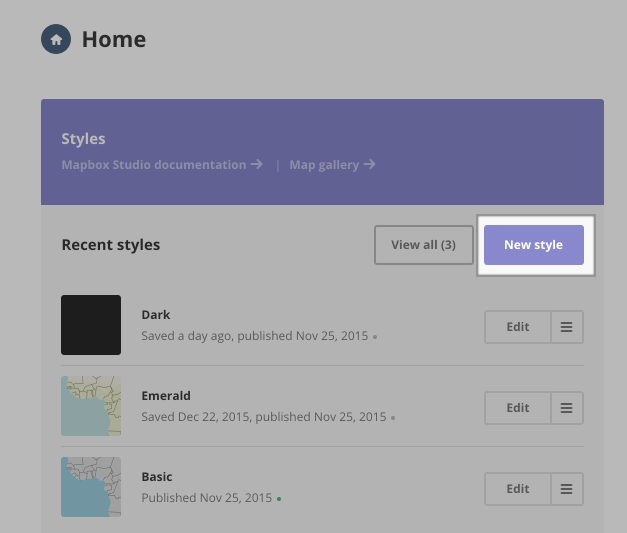 Home
Styles
Mapbox Studio documentation → | Map gallery →
Recent styles View all (3) New style
Dark
Saved a day ago, published Nov 25, 2015
Edit
Emerald
Saved Dec 22, 2015, published Nov 25, 2015
Edit
Basic
Published Nov 25, 2015
Edit